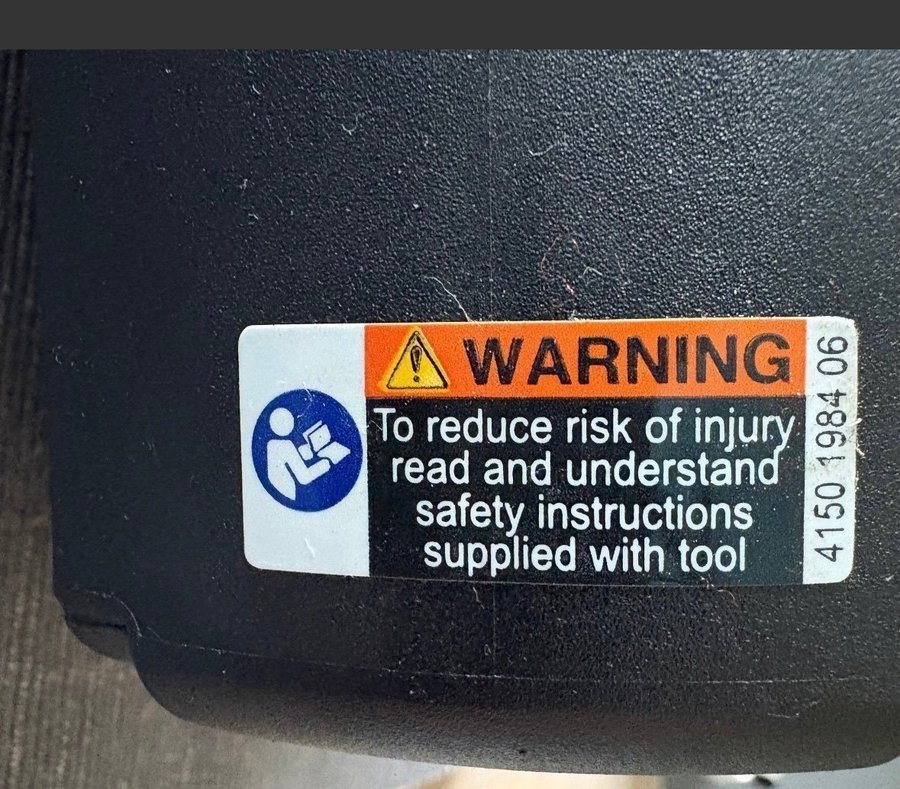 WARNING
To reduce risk of injury
read and understand
safety instructions
supplied with tool
4150 1984 06